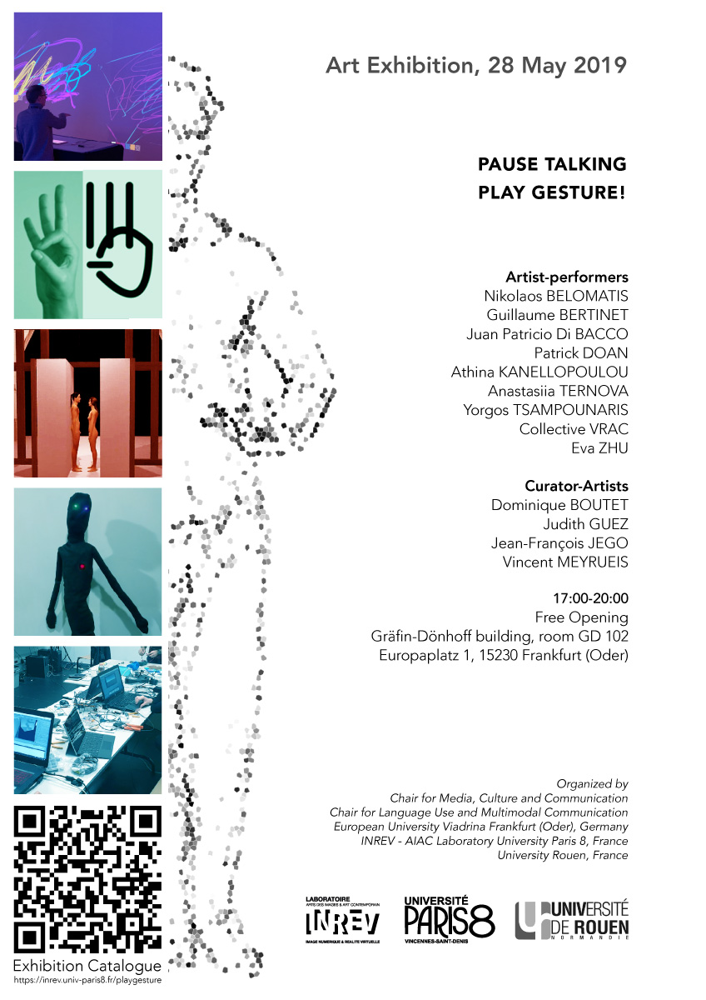 Art Exhibition, 28 May 2019
PAUSE TALKING
PLAY GESTURE!
Artist-performers
Nikolaos BELOMATIS
Guillaume BERTINET
Juan Patricio Di BACCO
Patrick DOAN
Athina KANELLOPOULOU
Anastasiia TERNOVA
Yorgos TSAMPOUNARIS
Collective VRAC
Eva ZHU
Curator-Artists
Dominique BOUTET
Judith GUEZ
Jean-François JEGO
Vincent MEYRUEIS
17:00-20:00
Free Opening
Gräfin-Dönhoff building, room GD 102
Europaplatz 1, 15230 Frankfurt (Oder)
Organized by
Chair for Media, Culture and Communication
Chair for Language Use and Multimodal Communication
European University Viadrina Frankfurt (Oder), Germany
INREV - AIAC Laboratory University Paris 8, France
University Rouen, France
LABORATOIRE
ARTS DES IMAGES & ART CONTEMPORAIN
INREV
IMAGE NUMERIQUE & REALITE VIRTUELLE
UNIVERSITÉ
PARIS8
VINCENNES-SAINT-DENIS
UNIVERSITÉ
DE ROUEN
NORMANDIE
Exhibition Catalogue
https://inrev.univ-paris8.fr/playgesture